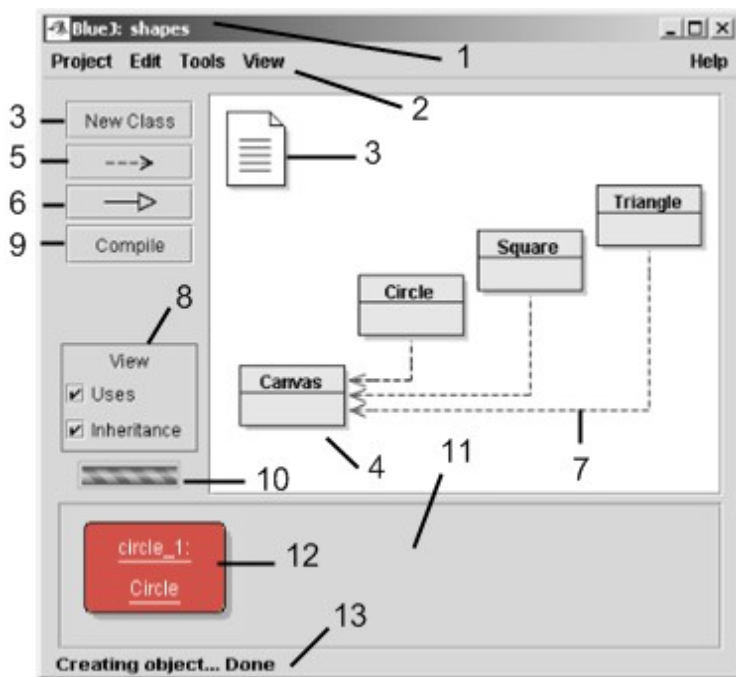 BlueJ: shapes
1
Project Edit Tools View
Help
2
3
New Class
3
5
6
9
Compile
Triangle
Square
Circle
8
View
Uses
Inheritance
Canvas
4
7
10
11
circle_1:
Circle
12
13
Creating object... Done